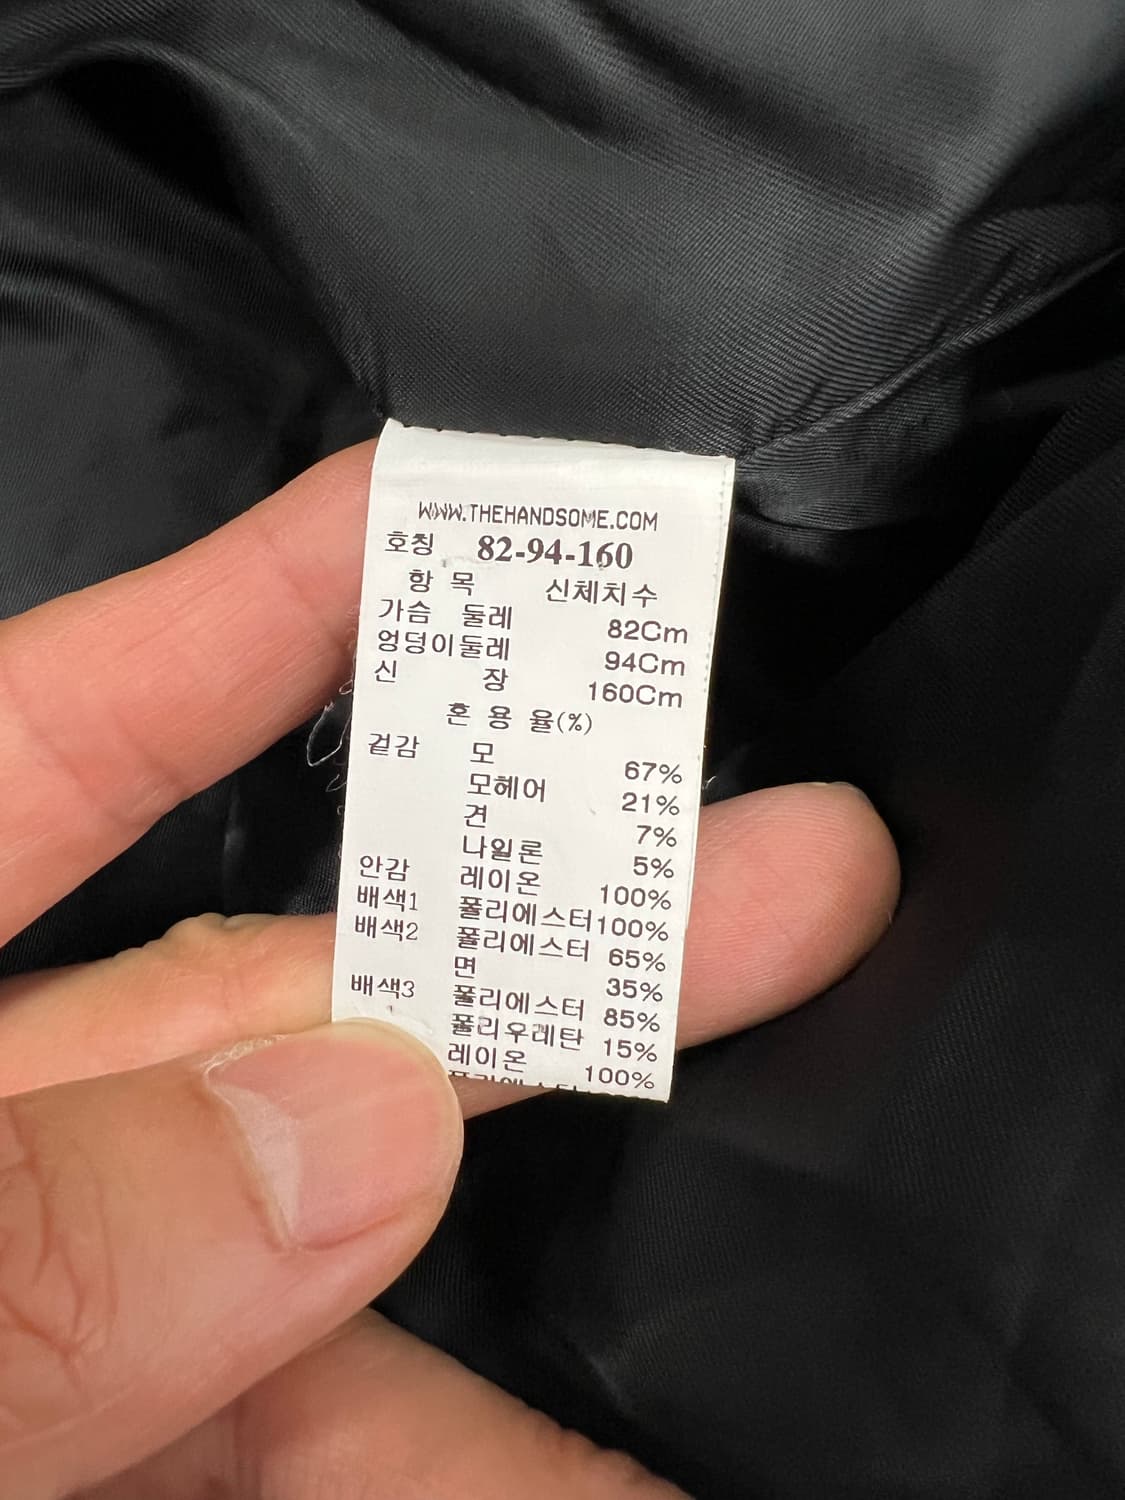 WWW.THEHANDSOME.COM
호칭 82-94-160
항 목 신체치수
가슴 둘레 82Cm
엉덩이둘레 94Cm
신 장 160Cm
혼 용 율(%)
겉감 모 67%
모헤어 21%
견 7%
나일론 5%
안감 레이온 100%
배색1 폴리에스터 100%
배색2 폴리에스터 65%
면 35%
배색3 폴리에스터 85%
폴리우레탄 15%
레이온 100%